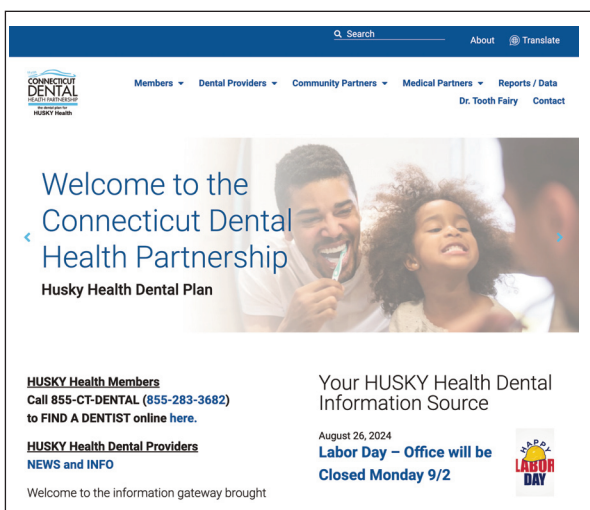 Search
About
Translate
CONNECTICUT
DENTAL
HEALTH PARTNERSHIP
the dental plan for
HUSKY Health
Members
Dental Providers
Community Partners
Medical Partners
Reports / Data
Dr. Tooth Fairy
Contact
Welcome to the
Connecticut Dental
Health Partnership
Husky Health Dental Plan
HUSKY Health Members
Call 855-CT-DENTAL (855-283-3682)
to FIND A DENTIST online here.
HUSKY Health Dental Providers
NEWS and INFO
Welcome to the information gateway brought
Your HUSKY Health Dental
Information Source
August 26, 2024
Labor Day – Office will be
Closed Monday 9/2
HAPPY
LABOR
DAY